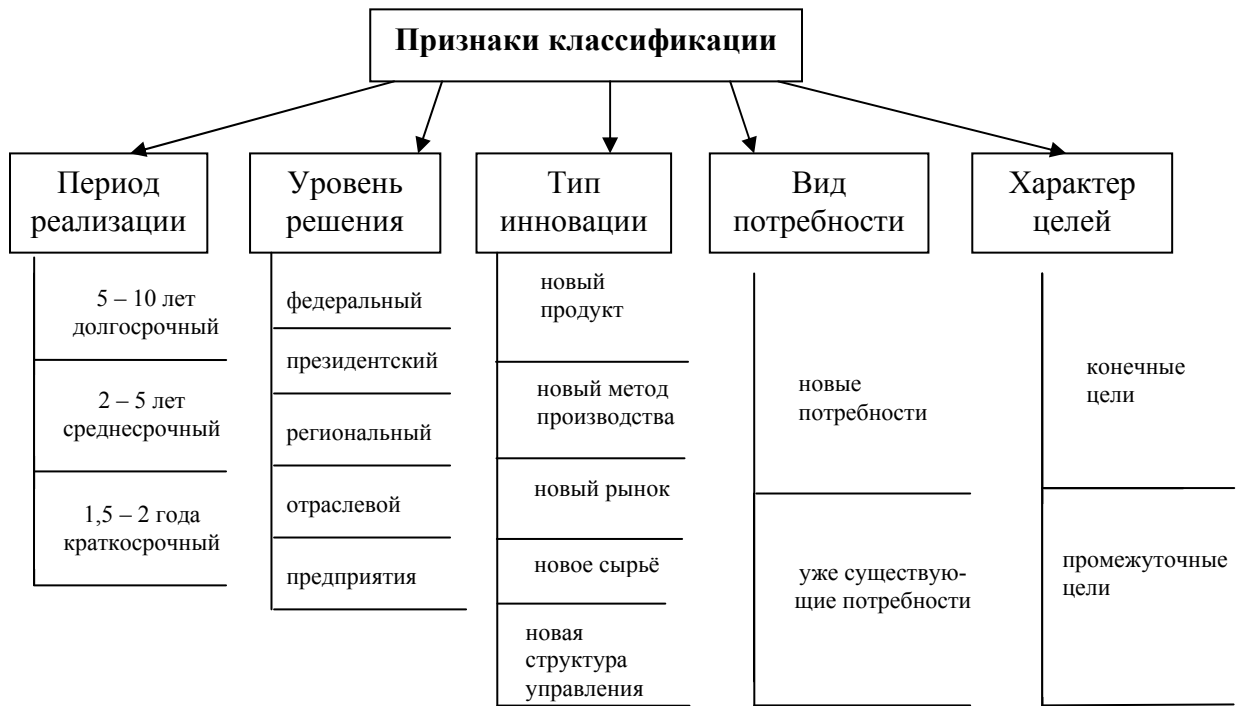 Признаки классификации
Период
реализации
5 – 10 лет
долгосрочный
2 – 5 лет
среднесрочный
1,5 – 2 года
краткосрочный
Уровень
решения
федеральный
президентский
региональный
отраслевой
предприятия
Тип
инновации
новый
продукт
новый метод
производства
новый рынок
новое сырьё
новая
структура
управления
Вид
потребности
новые
потребности
уже существую-
щие потребности
Характер
целей
конечные
цели
промежуточные
цели